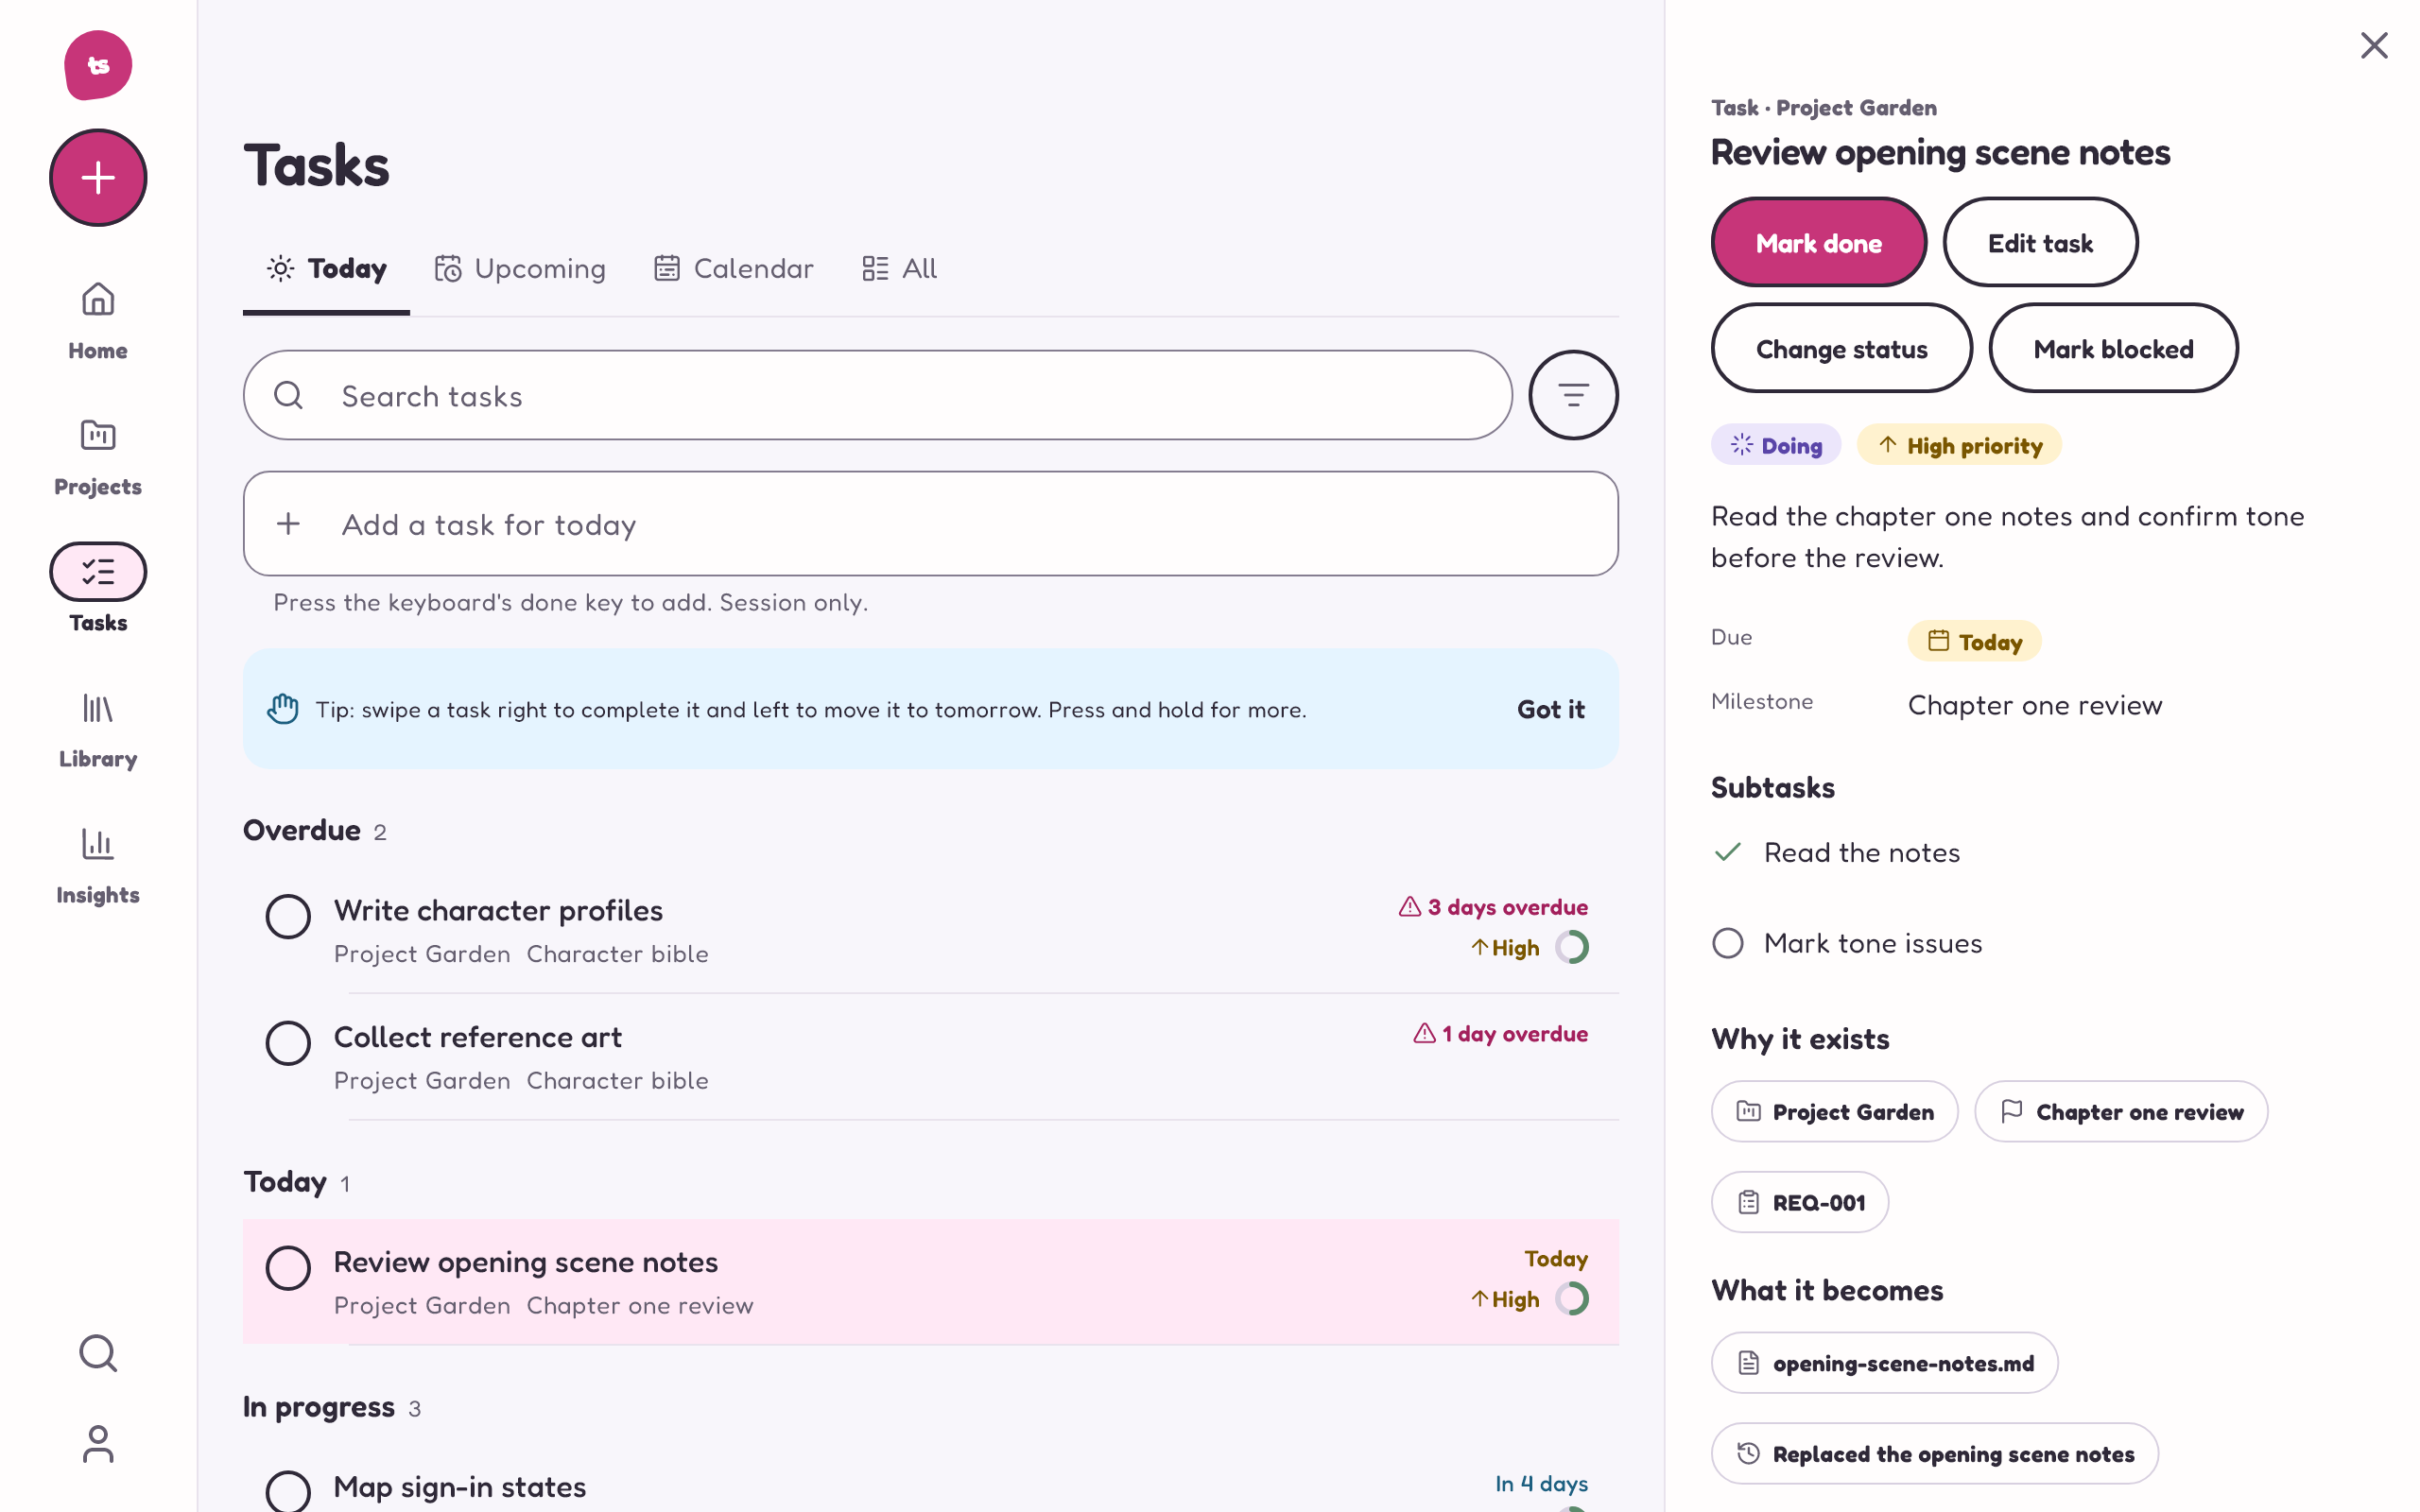 ts
Home
Projects
Tasks
Library
Insights
Tasks
Today
Upcoming
Calendar
All
Search tasks
Add a task for today
Press the keyboard's done key to add. Session only.
Tip: swipe a task right to complete it and left to move it to tomorrow. Press and hold for more.
Got it
Overdue 2
Write character profiles
3 days overdue
Project Garden Character bible
High
Collect reference art
1 day overdue
Project Garden Character bible
Today 1
Review opening scene notes
Today
Project Garden Chapter one review
High
In progress 3
Map sign-in states
In 4 days
Task · Project Garden
Review opening scene notes
Mark done
Edit task
Change status
Mark blocked
Doing
High priority
Read the chapter one notes and confirm tone
before the review.
Due
Today
Milestone
Chapter one review
Subtasks
Read the notes
Mark tone issues
Why it exists
Project Garden
Chapter one review
REQ-001
What it becomes
opening-scene-notes.md
Replaced the opening scene notes